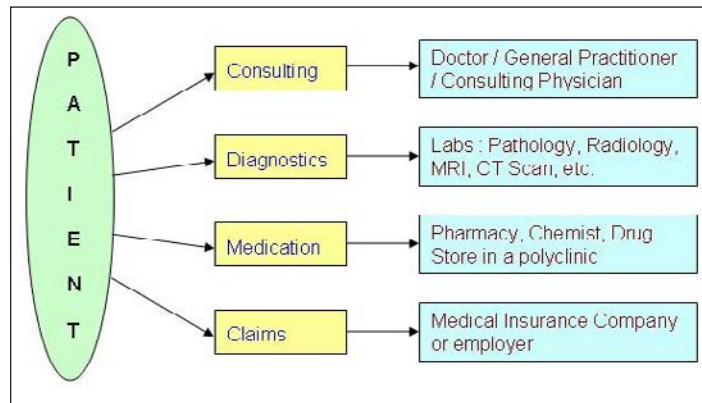 PATIENT
Consulting
Doctor / General Practitioner
/ Consulting Physician
Diagnostics
Labs : Pathology, Radiology,
MRI, CT Scan, etc.
Medication
Pharmacy, Chemist, Drug
Store in a polyclinic
Claims
Medical Insurance Company
or employer